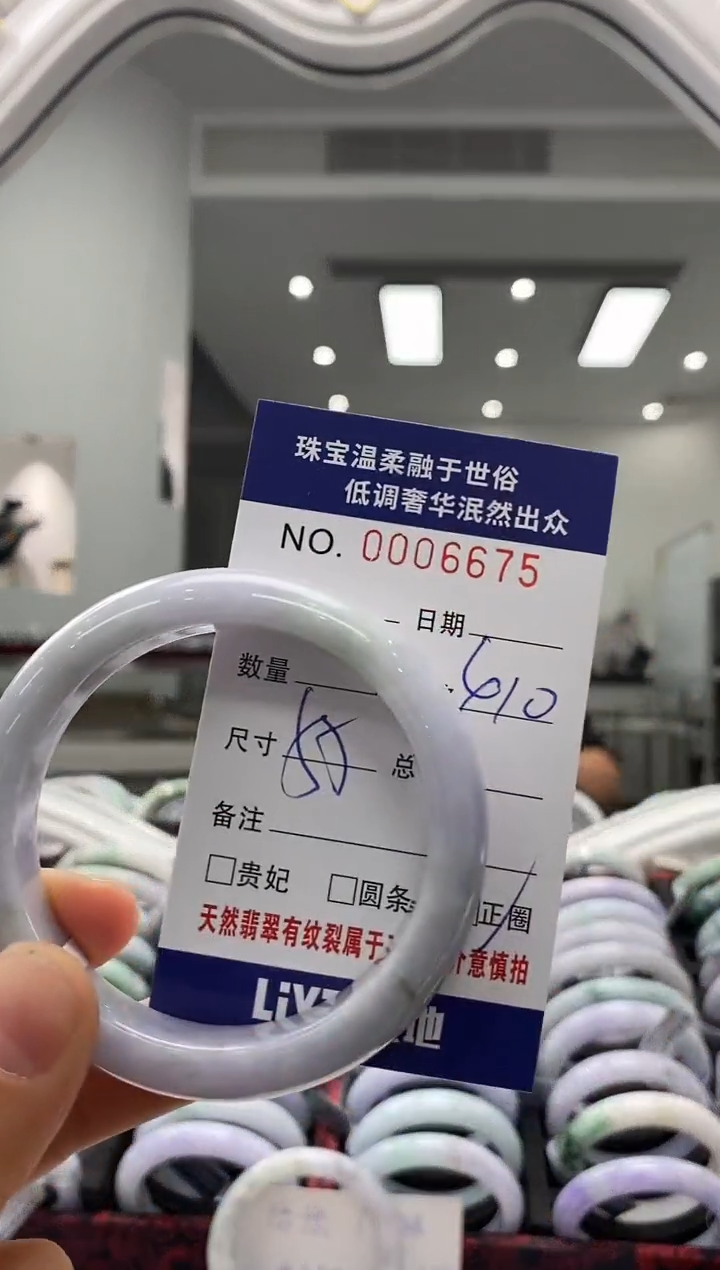 珠宝温柔融于世俗
低调奢华泯然出众
NO. 0006675
日期
数量 610
尺寸 总
备注
贵妃 圆条 正圈
天然翡翠有纹裂属于 介意慎拍
LiY 地